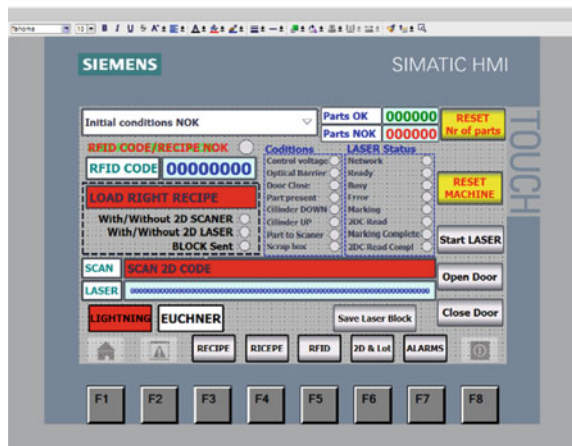 Tahoma
SIEMENS
SIMATIC HMI
TOUCH
Initial conditions NOK
Parts OK 000000
Parts NOK 000000
RESET
Nr of parts
RFID CODE/RECIPE NOK
RFID CODE 00000000
LOAD RIGHT RECIPE
With/Without 2D SCANER
With/Without 2D LASER
BLOCK Sent
Coditions
Control voltage
Optical Barrier
Door Close
Part present
Cilinder DOWN
Cilinder UP
Part to Scaner
Scrap box
LASER Status
Network
Ready
Busy
Error
Marking
2DC Read
Marking Complete
2DC Read Compl
RESET
MACHINE
Start LASER
Open Door
Close Door
SCAN SCAN 2D CODE
LASER
LIGHTNING EUCHNER
Save Laser Block
RECIPE RICEPE RFID 2D & Lot ALARMS
F1 F2 F3 F4 F5 F6 F7 F8